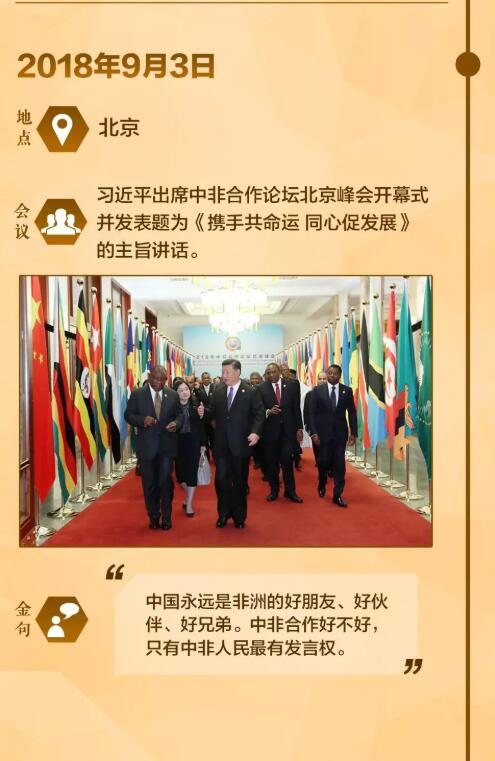 2018年9月3日
地点
北京
会议
习近平出席中非合作论坛北京峰会开幕式
并发表题为《携手共命运 同心促发展》
的主旨讲话。
金句
“
中国永远是非洲的好朋友、好伙
伴、好兄弟。中非合作好不好，
只有中非人民最有发言权。
”